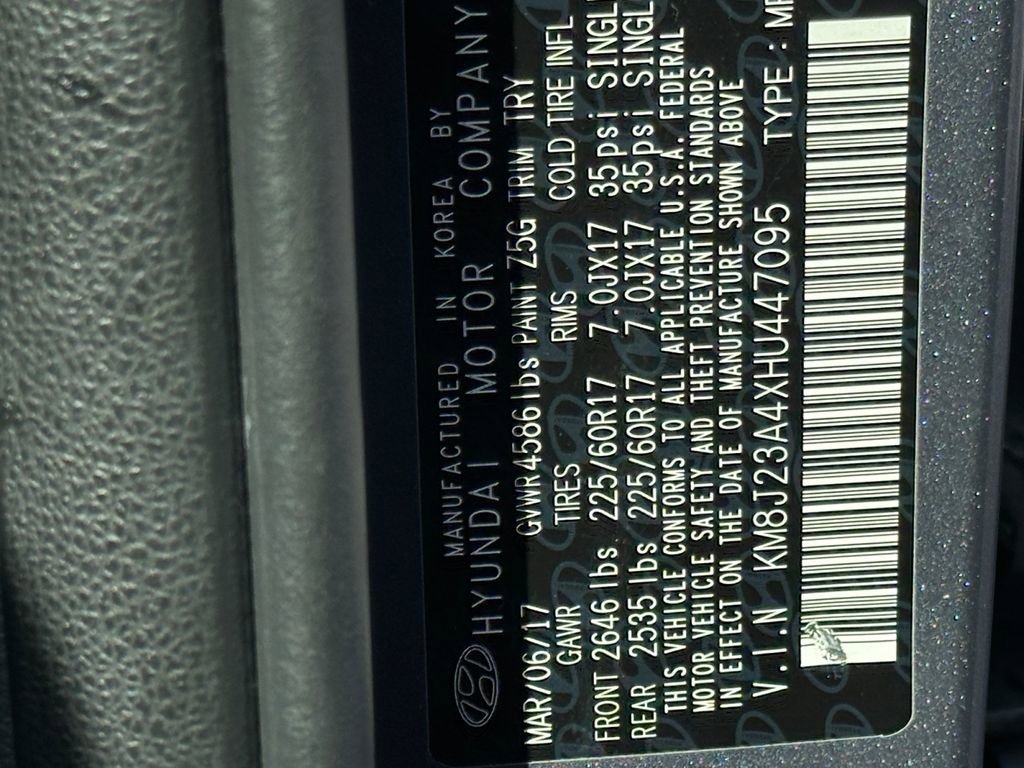 MANUFACTURED IN KOREA BY
HYUNDAI MOTOR COMPANY
MAR/06/17 GVWR4586lbs PAINT Z5G TRIM TRY
GAWR TIRES RIMS COLD TIRE INFL
FRONT 2646lbs 225/60R17 7.0JX17 35psi SINGL
REAR 2535lbs 225/60R17 7.0JX17 35psi SINGL
THIS VEHICLE CONFORMS TO ALL APPLICABLE U.S.A. FEDERAL
MOTOR VEHICLE SAFETY AND THEFT PREVENTION STANDARDS
IN EFFECT ON THE DATE OF MANUFACTURE SHOWN ABOVE
V.I.N KM8J23A4XHU447095 TYPE: MP